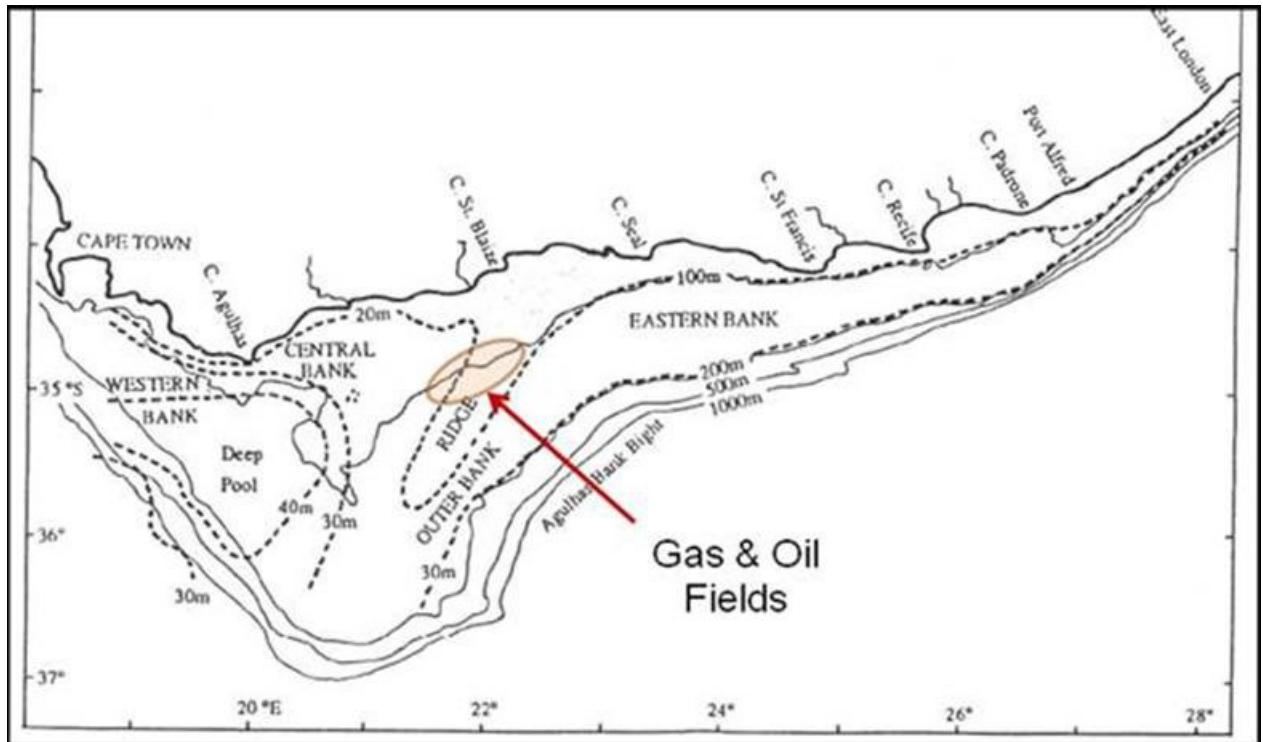 East London
Port Alfred
C. Padrone
C. Recife
C. St Francis
C. Seal
C. St. Blaize
CAPE TOWN
C. Agulhas
100m
20m
EASTERN BANK
CENTRAL
BANK
200m
500m
1000m
35 °S
WESTERN
BANK
RIDGE
Deep
Pool
OUTER BANK
Agulhas Bank Bight
40m
30m
36°
30m
30m
Gas & Oil
Fields
37°
20 °E
22°
24°
26°
28°